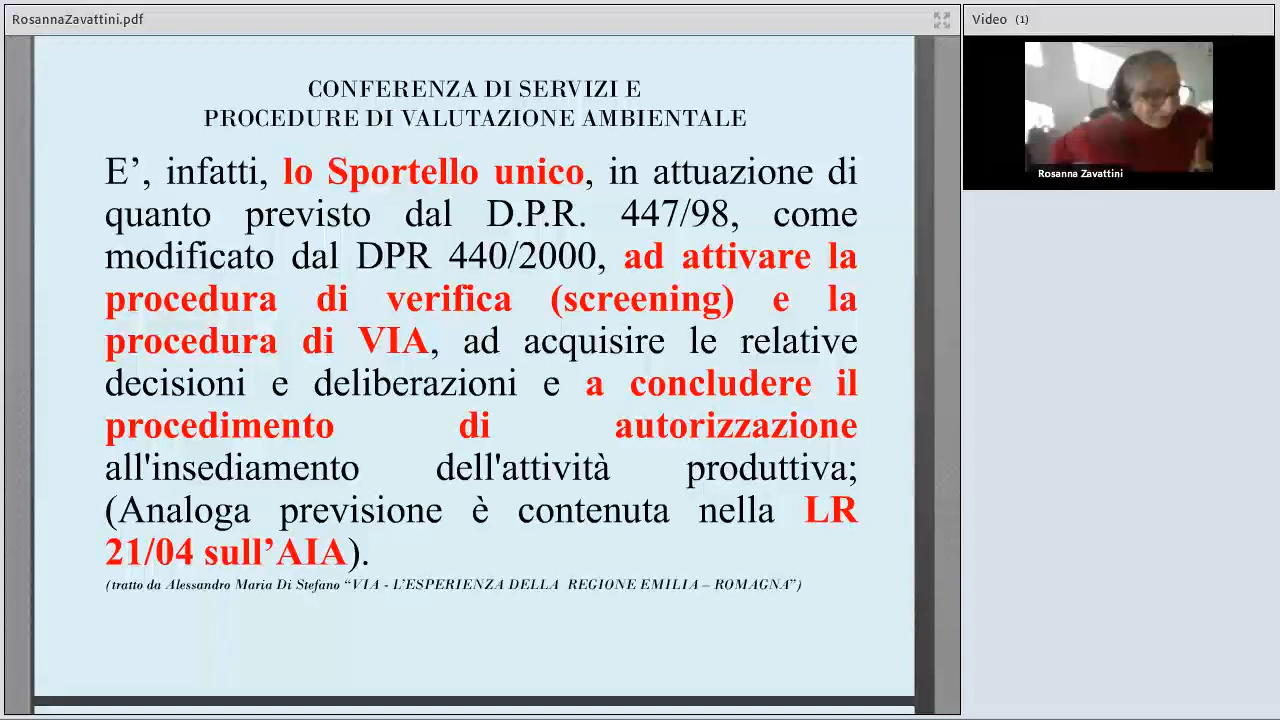 RosannaZavattini.pdf
Video (1)
Rosanna Zavattini
CONFERENZA DI SERVIZI E
PROCEDURE DI VALUTAZIONE AMBIENTALE
E’, infatti, lo Sportello unico, in attuazione di
quanto previsto dal D.P.R. 447/98, come
modificato dal DPR 440/2000, ad attivare la
procedura di verifica (screening) e la
procedura di VIA, ad acquisire le relative
decisioni e deliberazioni e a concludere il
procedimento di autorizzazione
all'insediamento dell'attività produttiva;
(Analoga previsione è contenuta nella LR
21/04 sull’AIA).
(tratto da Alessandro Maria Di Stefano “VIA - L’ESPERIENZA DELLA REGIONE EMILIA – ROMAGNA”)